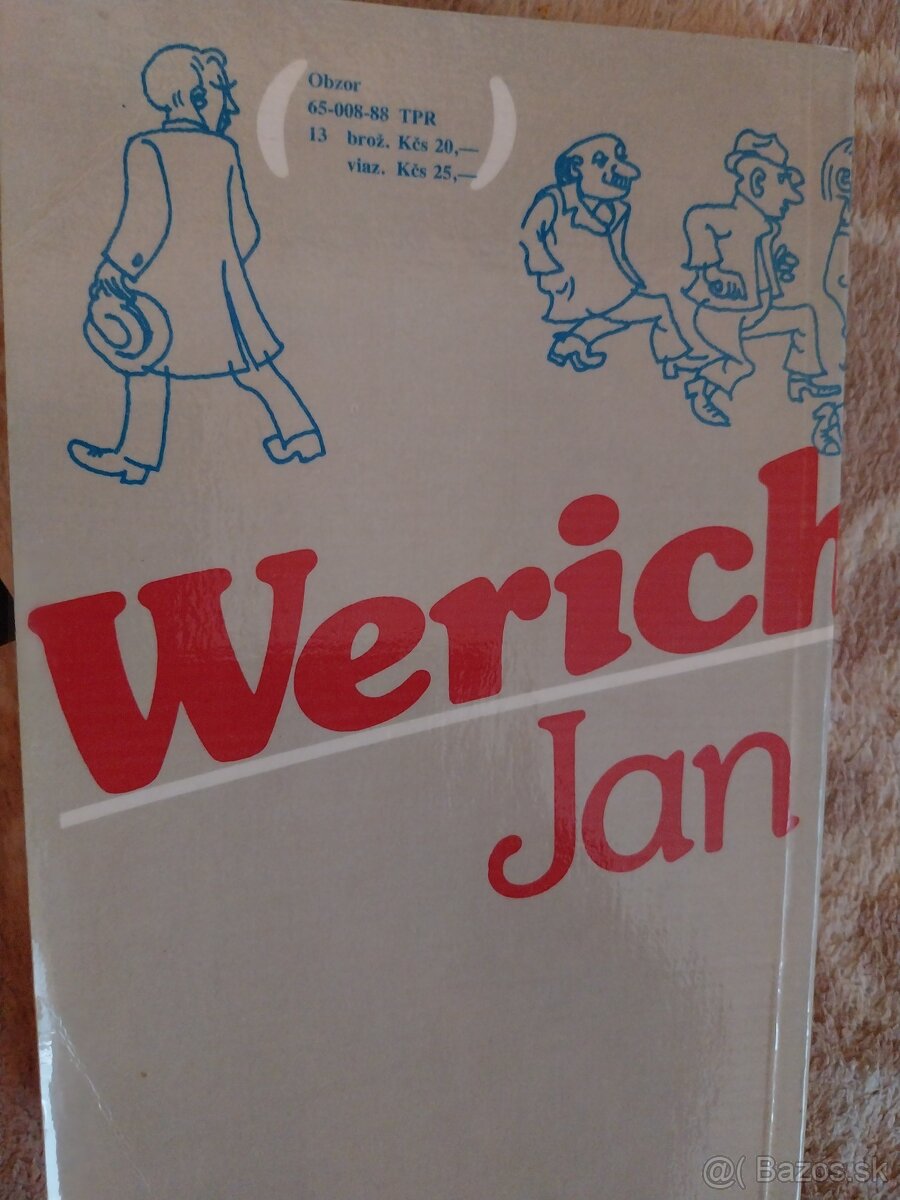 Obzor
65-008-88 TPR
13 brož. Kčs 20,—
viaz. Kčs 25,—
Werich
Jan
@( Bazos.sk